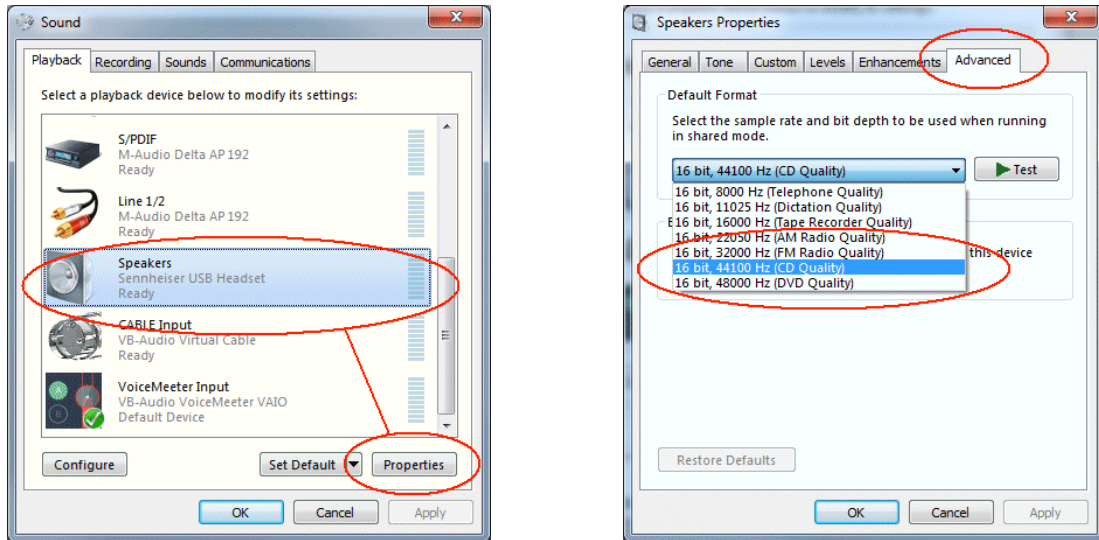 Sound
Playback Recording Sounds Communications
Select a playback device below to modify its settings:
S/PDIF
M-Audio Delta AP 192
Ready
Line 1/2
M-Audio Delta AP 192
Ready
Speakers
Sennheiser USB Headset
Ready
CABLE Input
VB-Audio Virtual Cable
Ready
VoiceMeeter Input
VB-Audio VoiceMeeter VAIO
Default Device
Configure Set Default Properties
OK Cancel Apply
Speakers Properties
General Tone Custom Levels Enhancements Advanced
Default Format
Select the sample rate and bit depth to be used when running
in shared mode.
16 bit, 44100 Hz (CD Quality) Test
16 bit, 8000 Hz (Telephone Quality)
16 bit, 11025 Hz (Dictation Quality)
16 bit, 16000 Hz (Tape Recorder Quality)
16 bit, 22050 Hz (AM Radio Quality)
16 bit, 32000 Hz (FM Radio Quality) this device
16 bit, 44100 Hz (CD Quality)
16 bit, 48000 Hz (DVD Quality)
Restore Defaults
OK Cancel Apply